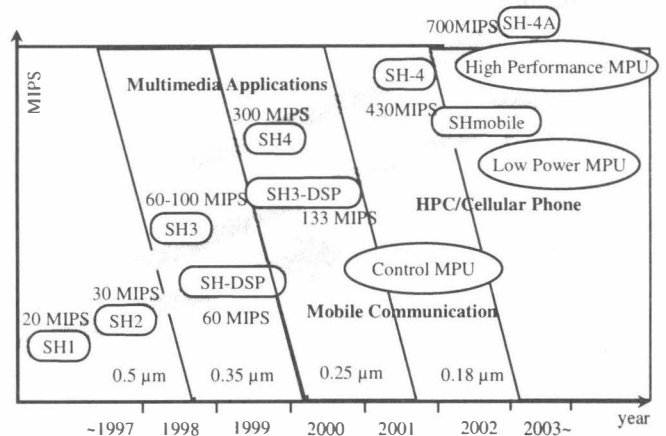 700MIPS SH-4A
High Performance MPU
MIPS
Multimedia Applications
SH-4
300 MIPS
430MIPS
SHmobile
SH4
Low Power MPU
60-100 MIPS
SH3-DSP
133 MIPS
HPC/Cellular Phone
SH3
Control MPU
SH-DSP
30 MIPS
60 MIPS
Mobile Communication
20 MIPS
SH2
SH1
0.5 µm 0.35 µm 0.25 µm 0.18 µm
~1997 1998 1999 2000 2001 2002 2003~ year